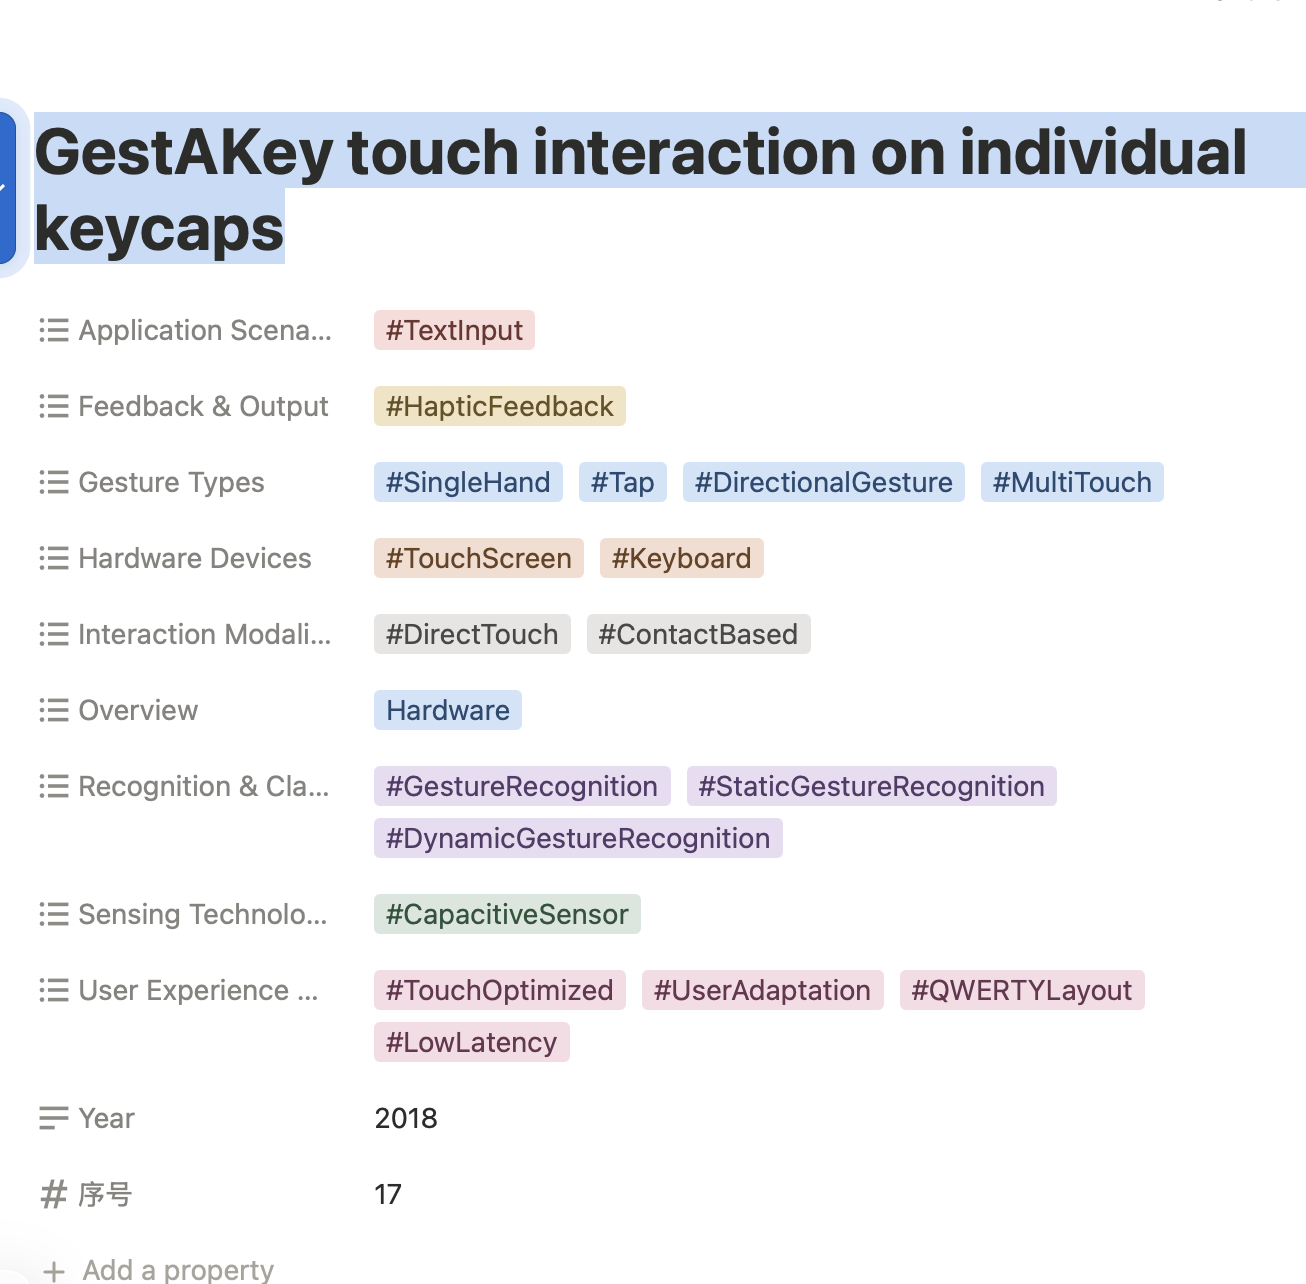 GestAKey touch interaction on individual
keycaps
Application Scena... #TextInput
Feedback & Output #HapticFeedback
Gesture Types #SingleHand #Tap #DirectionalGesture #MultiTouch
Hardware Devices #TouchScreen #Keyboard
Interaction Modali... #DirectTouch #ContactBased
Overview Hardware
Recognition & Cla... #GestureRecognition #StaticGestureRecognition
#DynamicGestureRecognition
Sensing Technolo... #CapacitiveSensor
User Experience ... #TouchOptimized #UserAdaptation #QWERTYLayout
#LowLatency
Year 2018
序号 17
+ Add a property